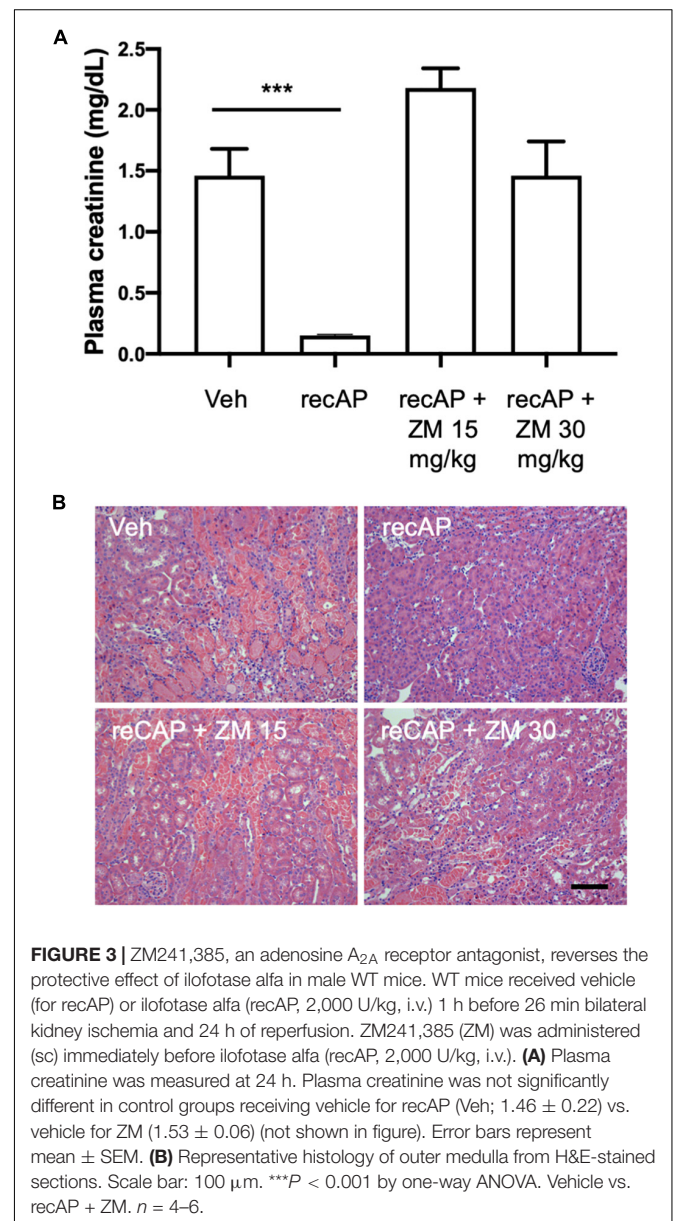 A
Plasma creatinine (mg/dL)
2.5
2.0
1.5
1.0
0.5
0.0
***
Veh
recAP
recAP +
ZM 15
mg/kg
recAP +
ZM 30
mg/kg
B
Veh
recAP
reCAP + ZM 15
reCAP + ZM 30
FIGURE 3 | ZM241,385, an adenosine A2A receptor antagonist, reverses the
protective effect of ilofotase alfa in male WT mice. WT mice received vehicle
(for recAP) or ilofotase alfa (recAP, 2,000 U/kg, i.v.) 1 h before 26 min bilateral
kidney ischemia and 24 h of reperfusion. ZM241,385 (ZM) was administered
(sc) immediately before ilofotase alfa (recAP, 2,000 U/kg, i.v.). (A) Plasma
creatinine was measured at 24 h. Plasma creatinine was not significantly
different in control groups receiving vehicle for recAP (Veh; 1.46 ± 0.22) vs.
vehicle for ZM (1.53 ± 0.06) (not shown in figure). Error bars represent
mean ± SEM. (B) Representative histology of outer medulla from H&E-stained
sections. Scale bar: 100 μm. ***P < 0.001 by one-way ANOVA. Vehicle vs.
recAP + ZM. n = 4–6.